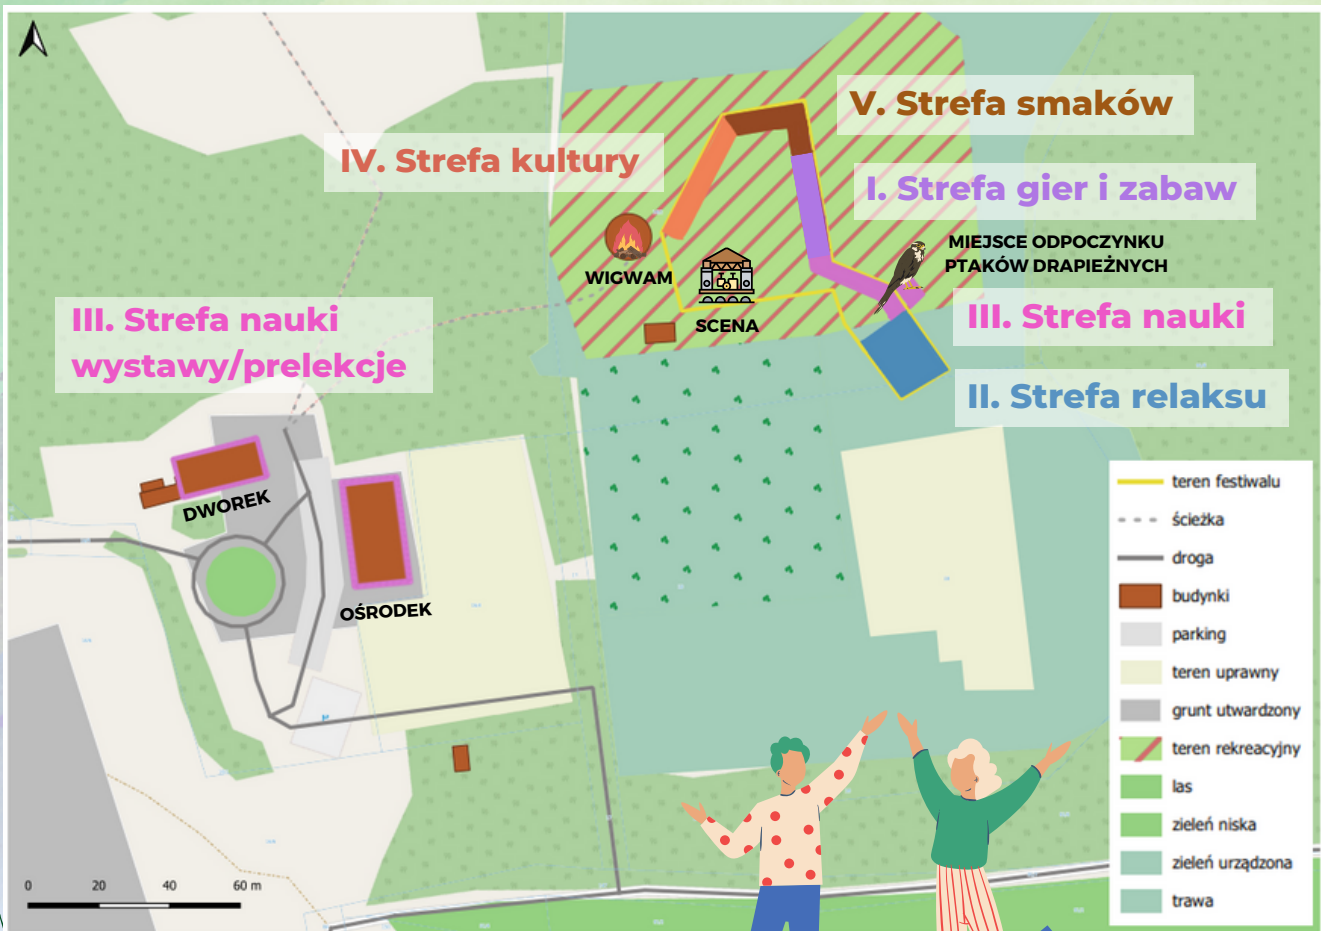 V. Strefa smaków
IV. Strefa kultury
I. Strefa gier i zabaw
MIEJSCE ODPOCZYNKU
PTAKÓW DRAPIEŻNYCH
WIGWAM
SCENA
III. Strefa nauki
wystawy/prelekcje
III. Strefa nauki
II. Strefa relaksu
DWOREK
OŚRODEK
teren festiwalu
ścieżka
droga
budynki
parking
teren uprawny
grunt utwardzony
teren rekreacyjny
las
zieleń niska
zieleń urządzona
trawa
0 20 40 60 m